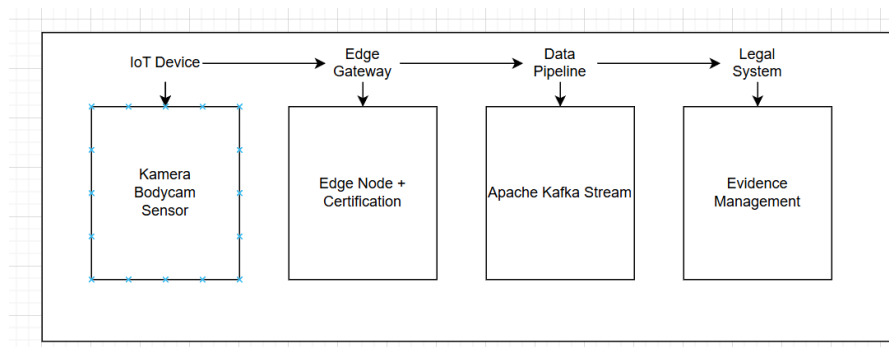 IoT Device
Edge
Gateway
Data
Pipeline
Legal
System
Kamera
Bodycam
Sensor
Edge Node +
Certification
Apache Kafka Stream
Evidence
Management